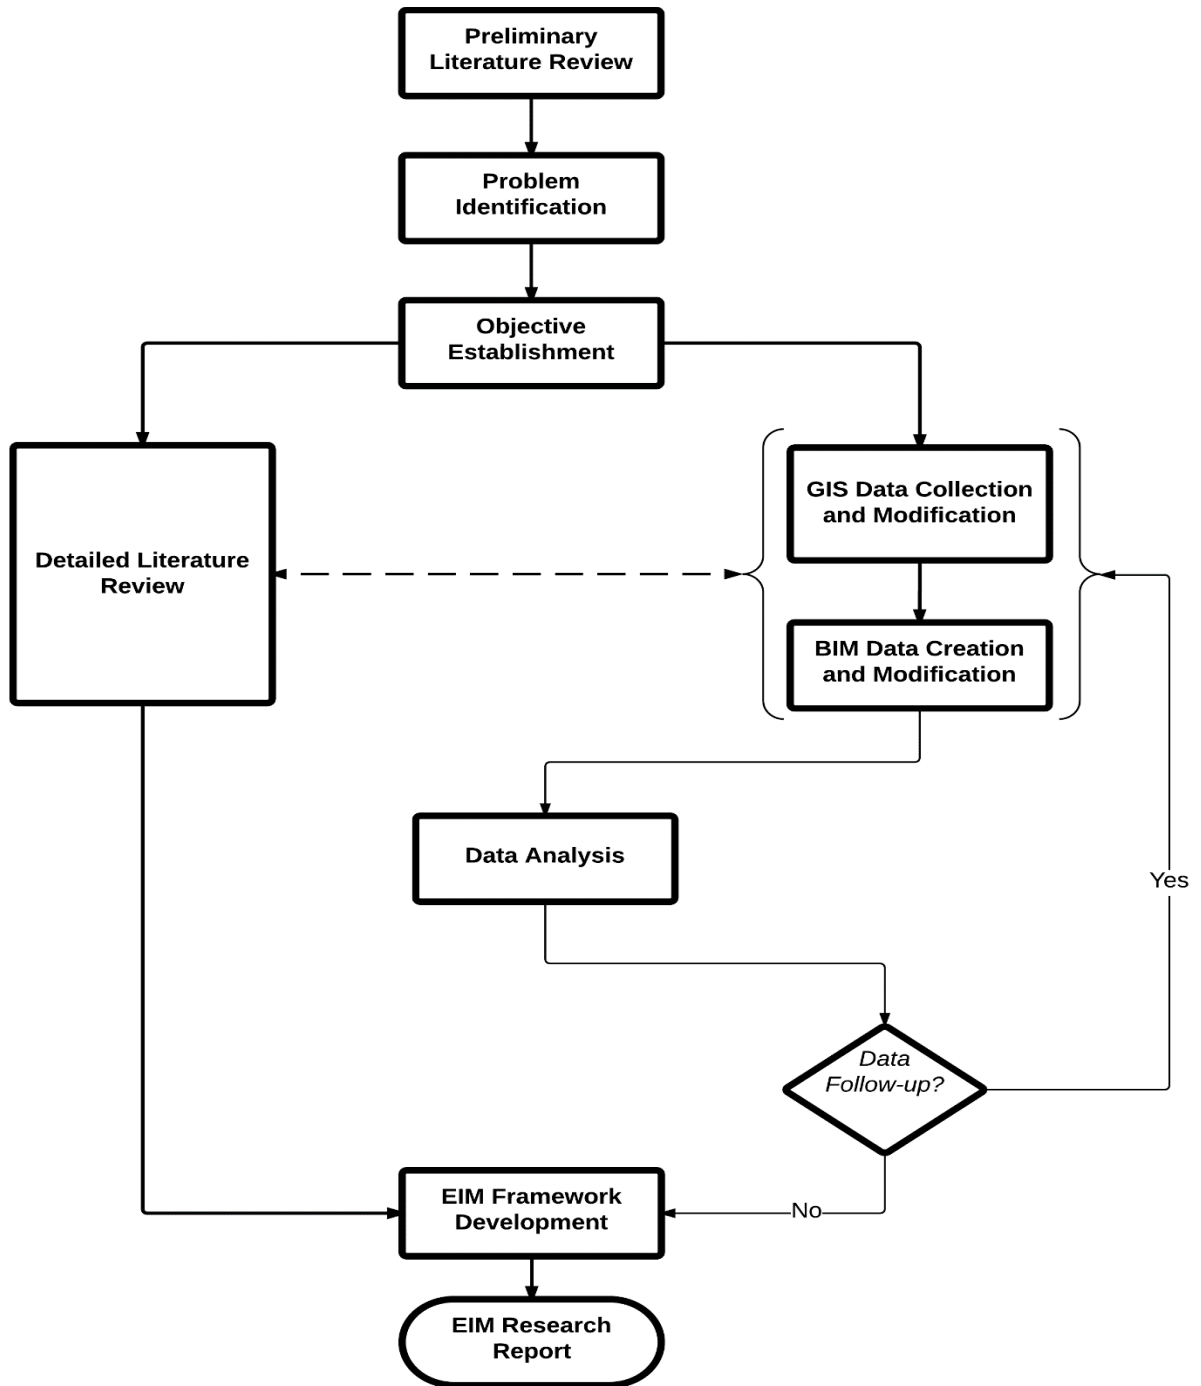 Preliminary
Literature Review
Problem
Identification
Objective
Establishment
GIS Data Collection
and Modification
Detailed Literature
Review
BIM Data Creation
and Modification
Data Analysis
Yes
Data
Follow-up?
EIM Framework
Development
No
EIM Research
Report